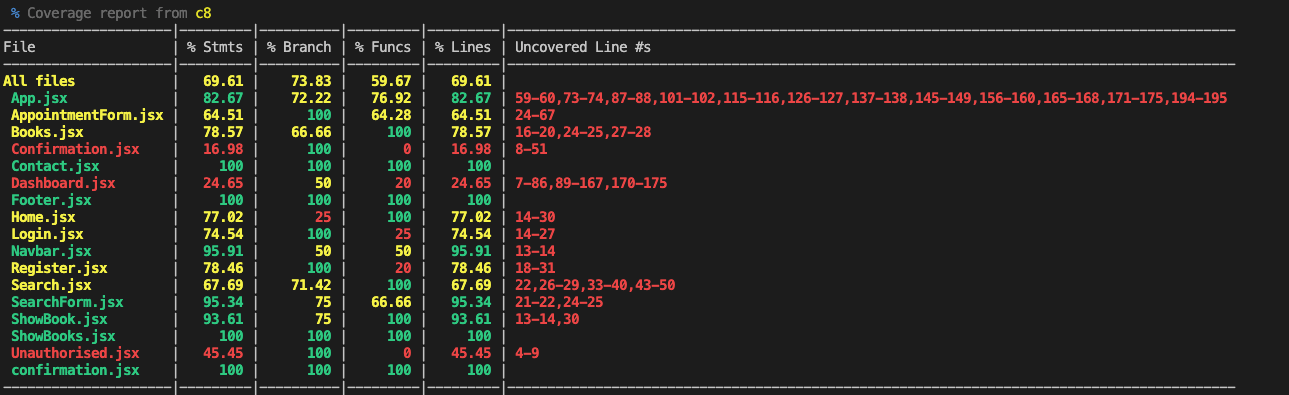 % Coverage report from c8
File | % Stmts | % Branch | % Funcs | % Lines | Uncovered Line #s
All files | 69.61 | 73.83 | 59.67 | 69.61 |
App.jsx | 82.67 | 72.22 | 76.92 | 82.67 | 59-60,73-74,87-88,101-102,115-116,126-127,137-138,145-149,156-160,165-168,171-175,194-195
AppointmentForm.jsx | 64.51 | 100 | 64.28 | 64.51 | 24-67
Books.jsx | 78.57 | 66.66 | 100 | 78.57 | 16-20,24-25,27-28
Confirmation.jsx | 16.98 | 100 | 0 | 16.98 | 8-51
Contact.jsx | 100 | 100 | 100 | 100 |
Dashboard.jsx | 24.65 | 50 | 20 | 24.65 | 7-86,89-167,170-175
Footer.jsx | 100 | 100 | 100 | 100 |
Home.jsx | 77.02 | 25 | 100 | 77.02 | 14-30
Login.jsx | 74.54 | 100 | 25 | 74.54 | 14-27
Navbar.jsx | 95.91 | 50 | 50 | 95.91 | 13-14
Register.jsx | 78.46 | 100 | 20 | 78.46 | 18-31
Search.jsx | 67.69 | 71.42 | 100 | 67.69 | 22,26-29,33-40,43-50
SearchForm.jsx | 95.34 | 75 | 66.66 | 95.34 | 21-22,24-25
ShowBook.jsx | 93.61 | 75 | 100 | 93.61 | 13-14,30
ShowBooks.jsx | 100 | 100 | 100 | 100 |
Unauthorised.jsx | 45.45 | 100 | 0 | 45.45 | 4-9
confirmation.jsx | 100 | 100 | 100 | 100 |